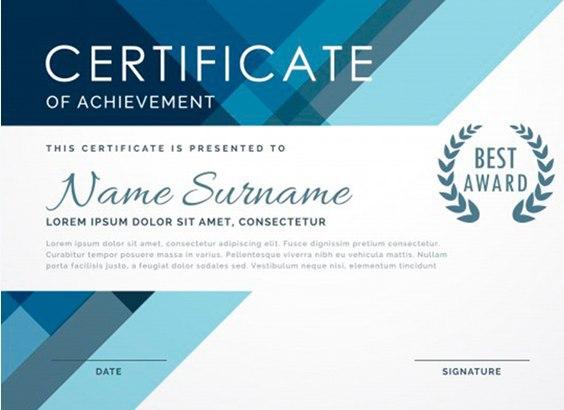 CERTIFICATE
OF ACHIEVEMENT
THIS CERTIFICATE IS PRESENTED TO
Name Surname
LOREM IPSUM DOLOR SIT AMET, CONSECTETUR
Lorem ipsum dolor sit amet, consectetur adipiscing elit. Fusce dignissim pretium consectetur.
Curabitur tempor posuere massa in varius. Pellentesque viverra nibh eu vehicula mattis. Nullam
porta facilisis justo, eu dolor sodales sed. Vestibulum risus nisi, elementum tincidunt
BEST
AWARD
DATE
SIGNATURE